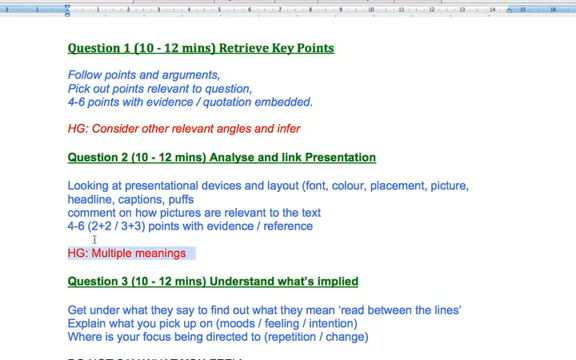 Question 1 (10 - 12 mins) Retrieve Key Points
Follow points and arguments,
Pick out points relevant to question,
4-6 points with evidence / quotation embedded.
HG: Consider other relevant angles and infer
Question 2 (10 - 12 mins) Analyse and link Presentation
Looking at presentational devices and layout (font, colour, placement, picture,
headline, captions, puffs
comment on how pictures are relevant to the text
4-6 (2+2 / 3+3) points with evidence / reference
HG: Multiple meanings
Question 3 (10 - 12 mins) Understand what's implied
Get under what they say to find out what they mean 'read between the lines'
Explain what you pick up on (moods / feeling / intention)
Where is your focus being directed to (repetition / change)